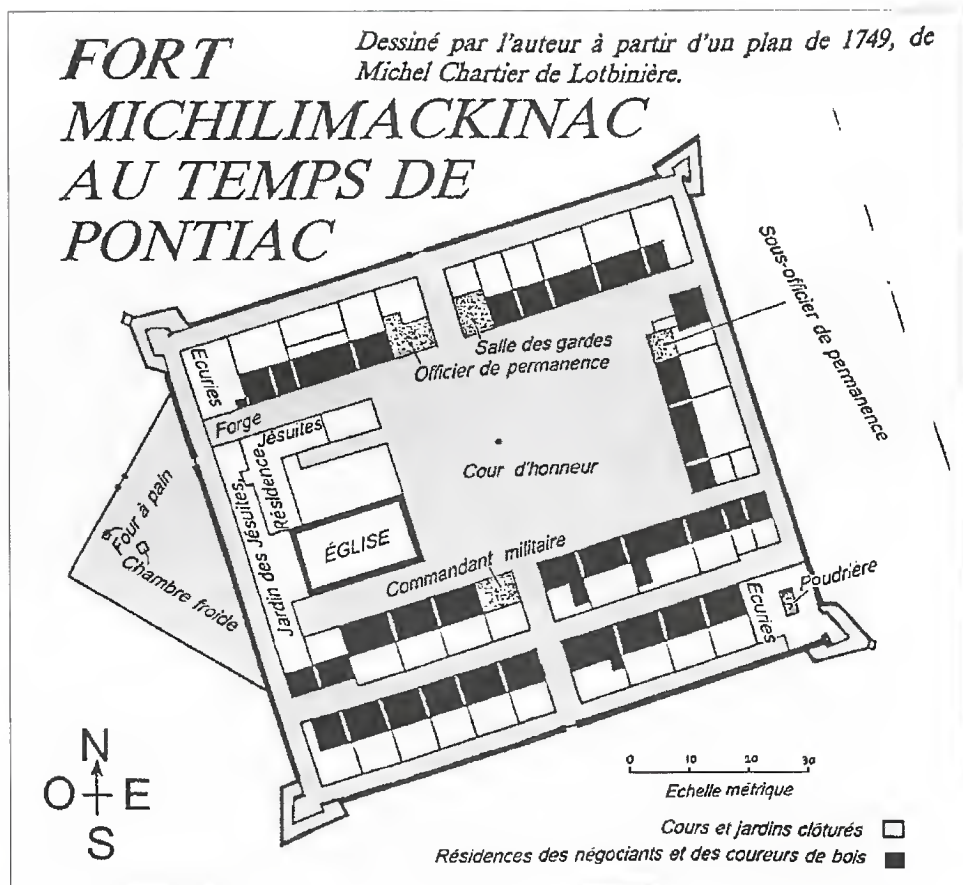 FORT
MICHILIMACKINAC
AU TEMPS DE
PONTIAC
Dessiné par l'auteur à partir d'un plan de 1749, de
Michel Chartier de Lotbinière.
Sous-officier de permanence
Salle des gardes
Officier de permanence
Ecuries
Forge
Jésuites
Résidence
Cour d'honneur
Jardin des Jésuites
ÉGLISE
Four à pain
Chambre froide
Commandant militaire
Poudrière
Ecuries
N
O E
S
0 10 20 30
Echelle métrique
Cours et jardins clôturés
Résidences des négociants et des coureurs de bois